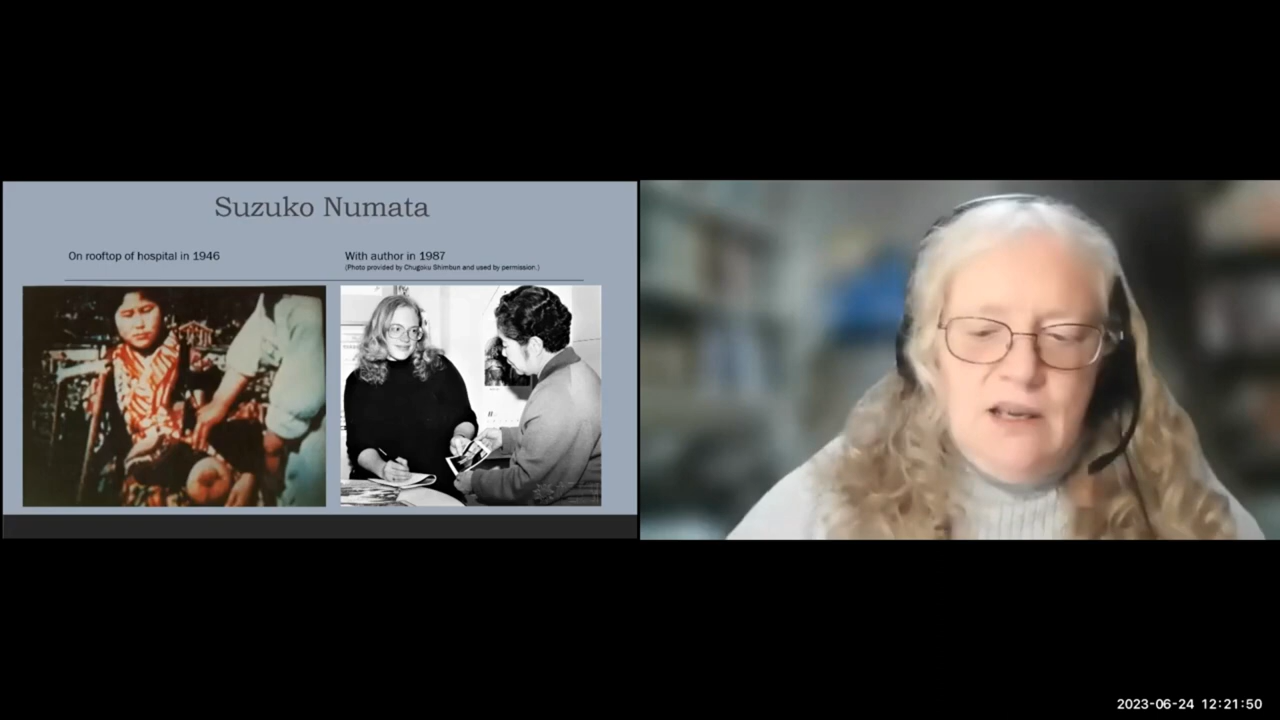 Suzuko Numata
On rooftop of hospital in 1946
With author in 1987
(Photo provided by Chugoku Shimbun and used by permission.)
2023-06-24 12:21:50